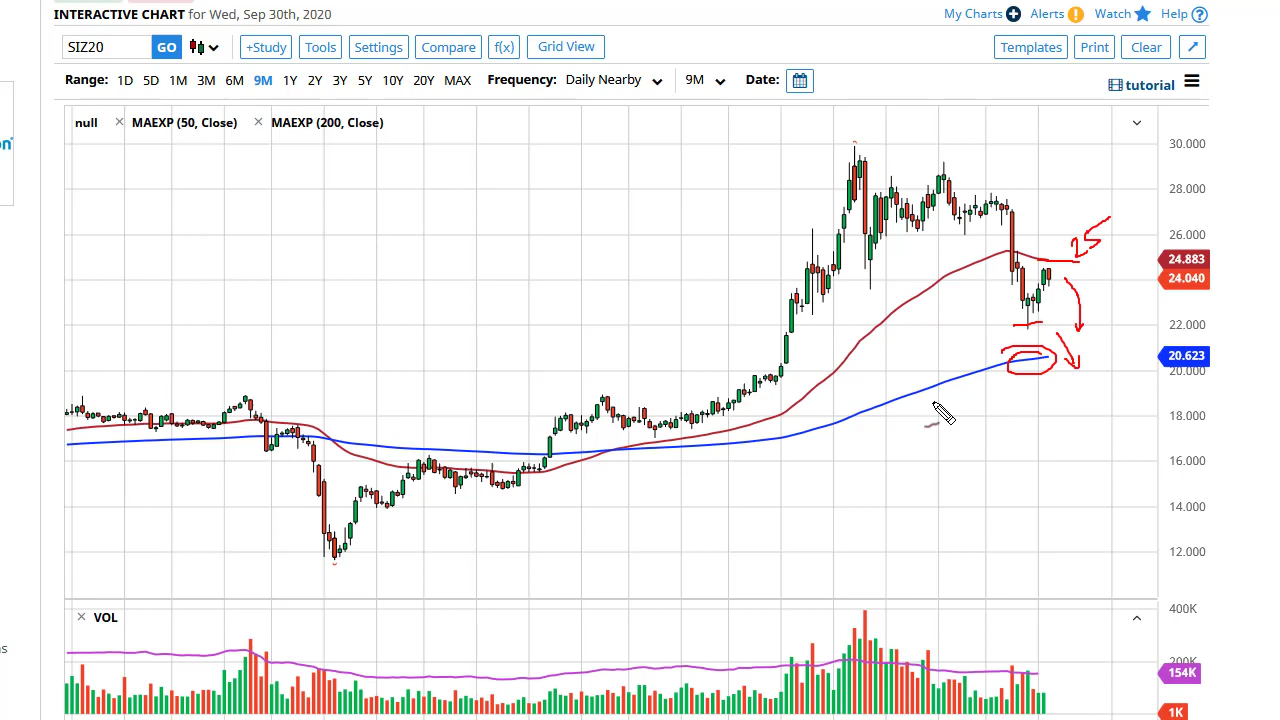 INTERACTIVE CHART for Wed, Sep 30th, 2020
My Charts Alerts Watch Help
SIZ20 GO +Study Tools Settings Compare f(x) Grid View Templates Print Clear
Range: 1D 5D 1M 3M 6M 9M 1Y 2Y 3Y 5Y 10Y 20Y MAX Frequency: Daily Nearby 9M Date:
tutorial
null MAEXP (50, Close) MAEXP (200, Close)
30.000
28.000
26.000
24.883
24.040
22.000
20.623
20.000
18.000
16.000
14.000
12.000
VOL
400K
200K
154K
1K